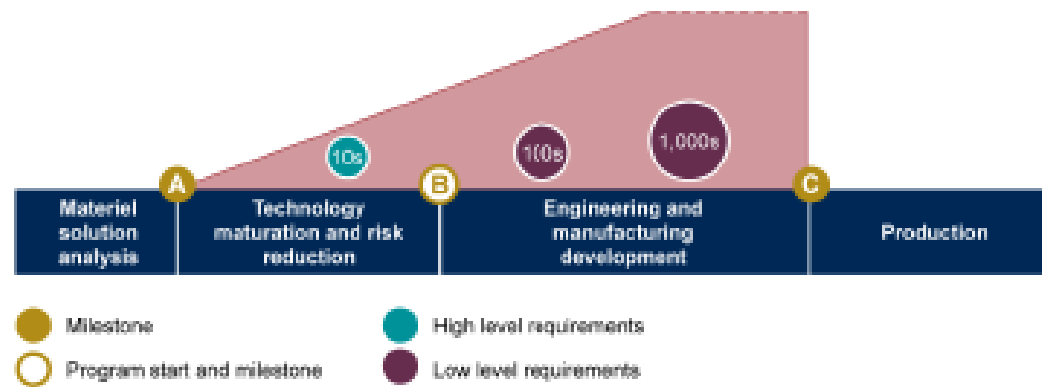 10s
100s
1,000s
A
B
C
Materiel
solution
analysis
Technology
maturation and risk
reduction
Engineering and
manufacturing
development
Production
Milestone
High level requirements
Program start and milestone
Low level requirements